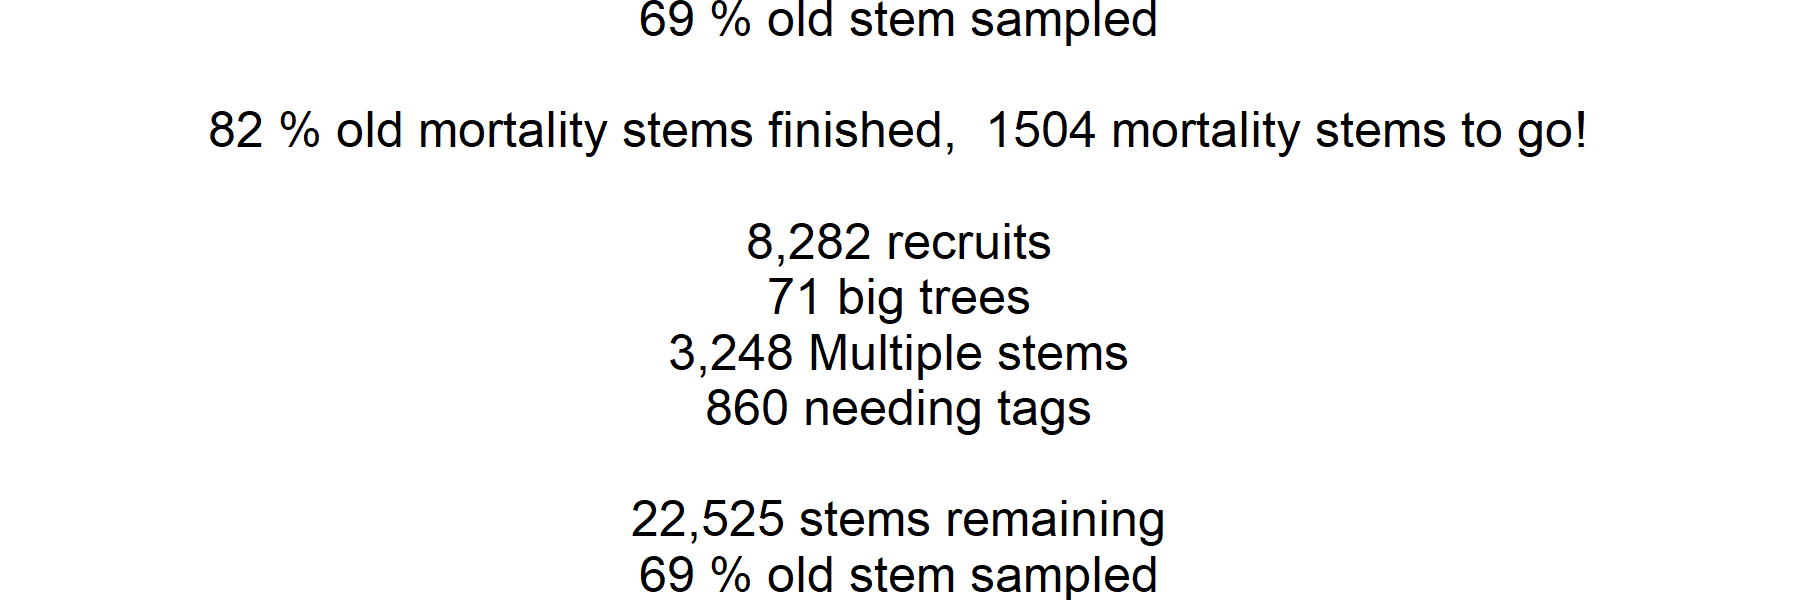 69 % old stem sampled
82 % old mortality stems finished,  1504 mortality stems to go!
8,282 recruits
71 big trees
3,248 Multiple stems
860 needing tags
22,525 stems remaining
69 % old stem sampled